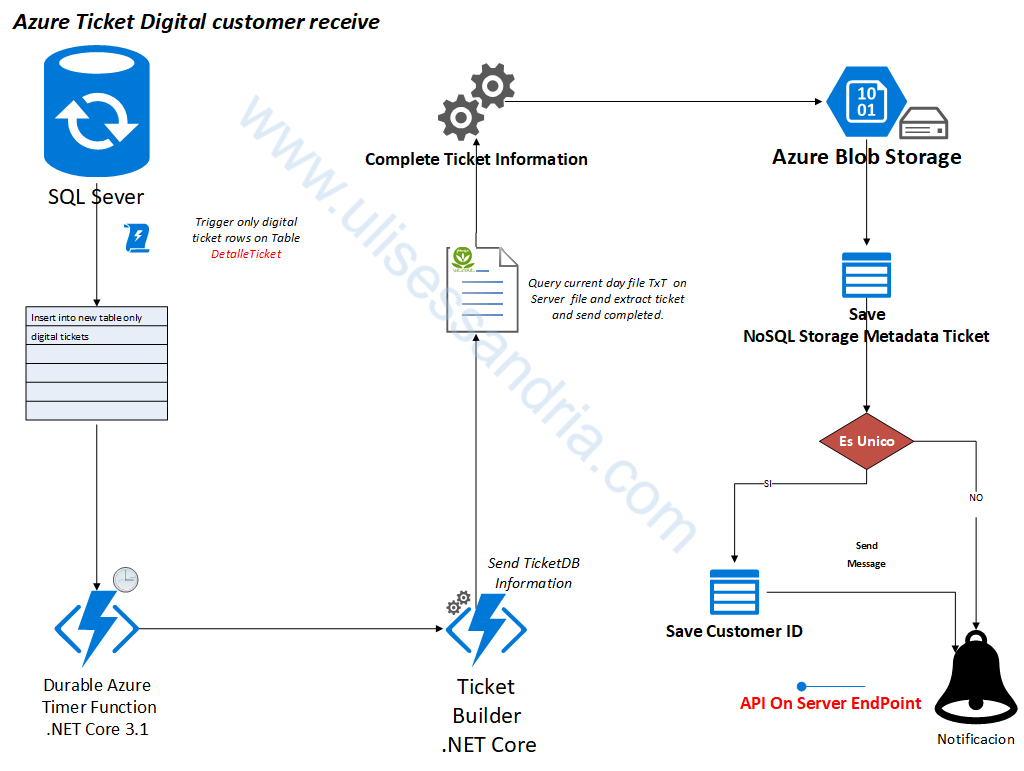 Azure Ticket Digital customer receive
SQL Sever
Trigger only digital
ticket rows on Table
DetalleTicket
Insert into new table only
digital tickets
Durable Azure
Timer Function
.NET Core 3.1
Ticket
Builder
.NET Core
Send TicketDB
Information
Query current day file TxT on
Server file and extract ticket
and send completed.
Complete Ticket Information
10
01
Azure Blob Storage
Save
NoSQL Storage Metadata Ticket
Es Unico
SI
NO
Send
Message
Save Customer ID
API On Server EndPoint
Notificacion
www.ulisessandria.com